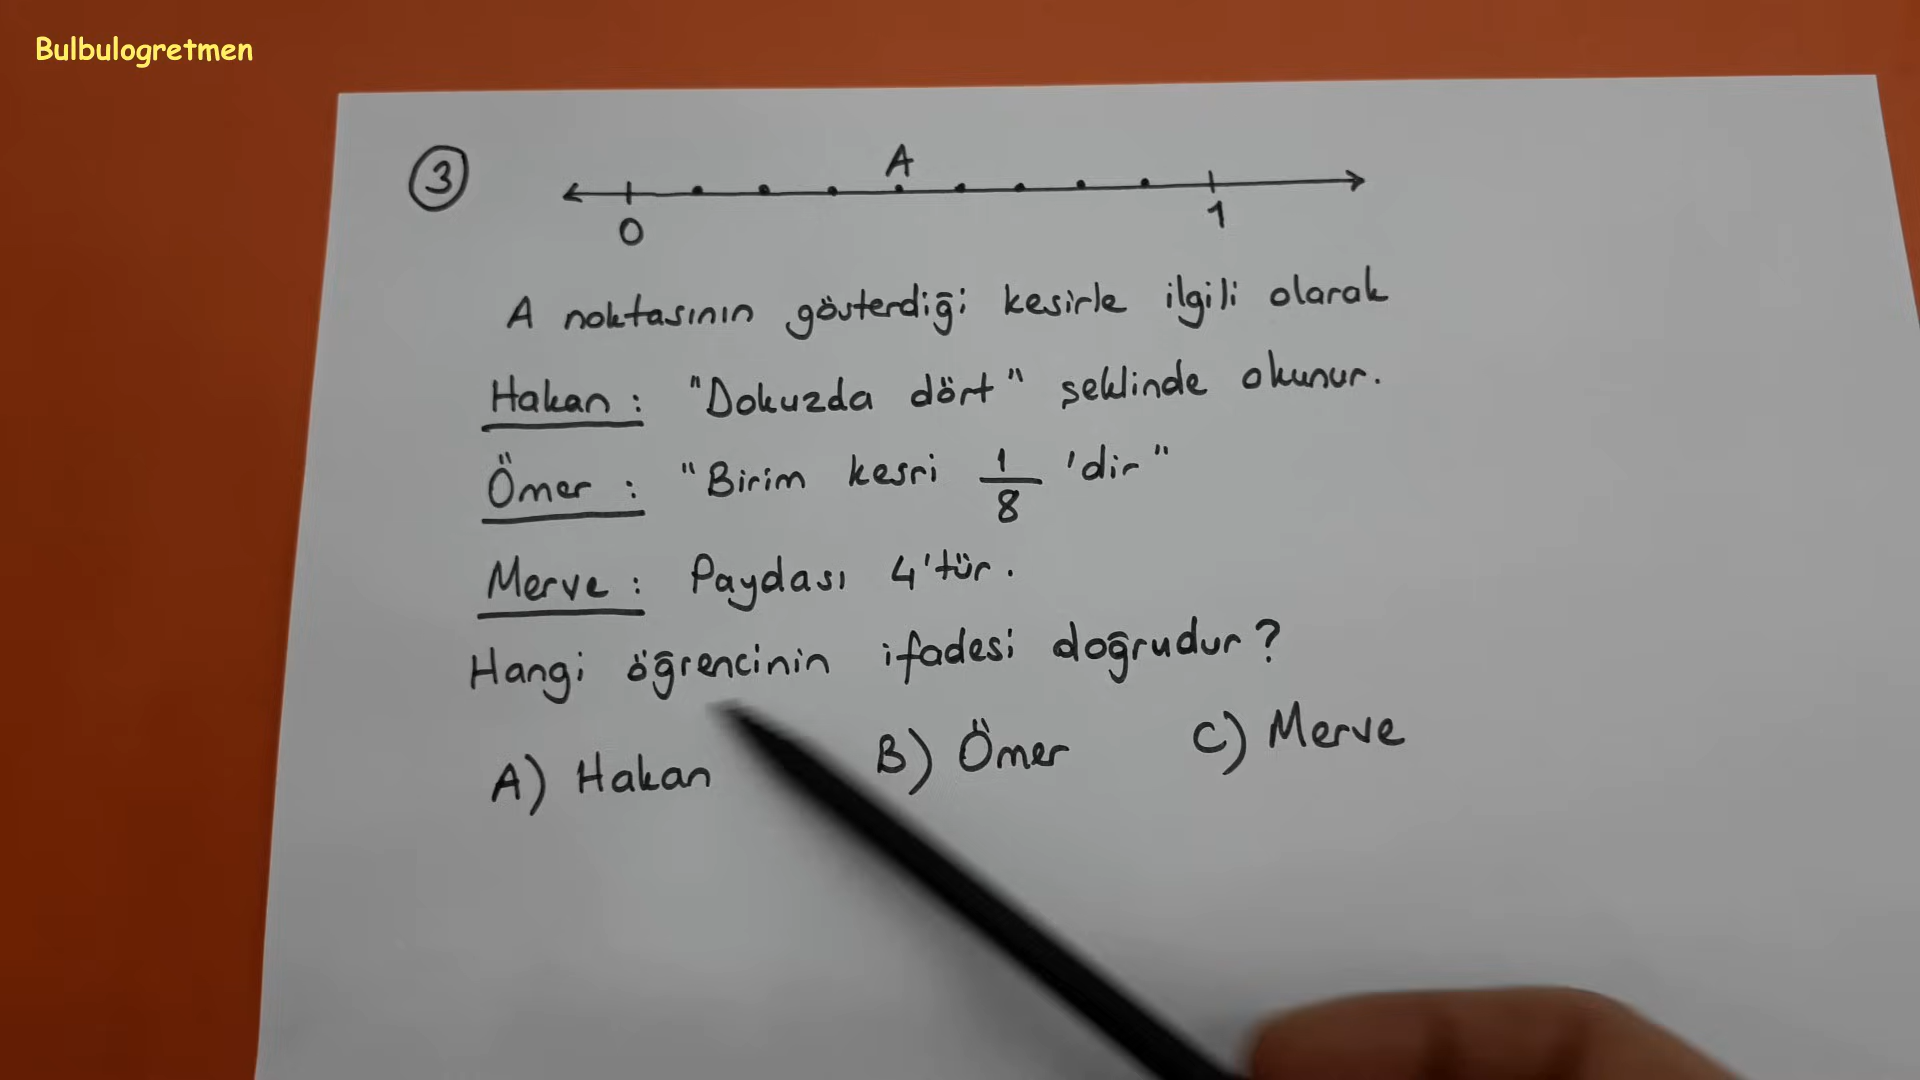 Bulbulogretmen
3
A
0 1
A noktasının gösterdiği kesirle ilgili olarak
Hakan : "Dokuzda dört" şeklinde okunur.
Ömer : "Birim kesri 1/8 'dir"
Merve : Paydası 4'tür.
Hangi öğrencinin ifadesi doğrudur?
A) Hakan B) Ömer C) Merve